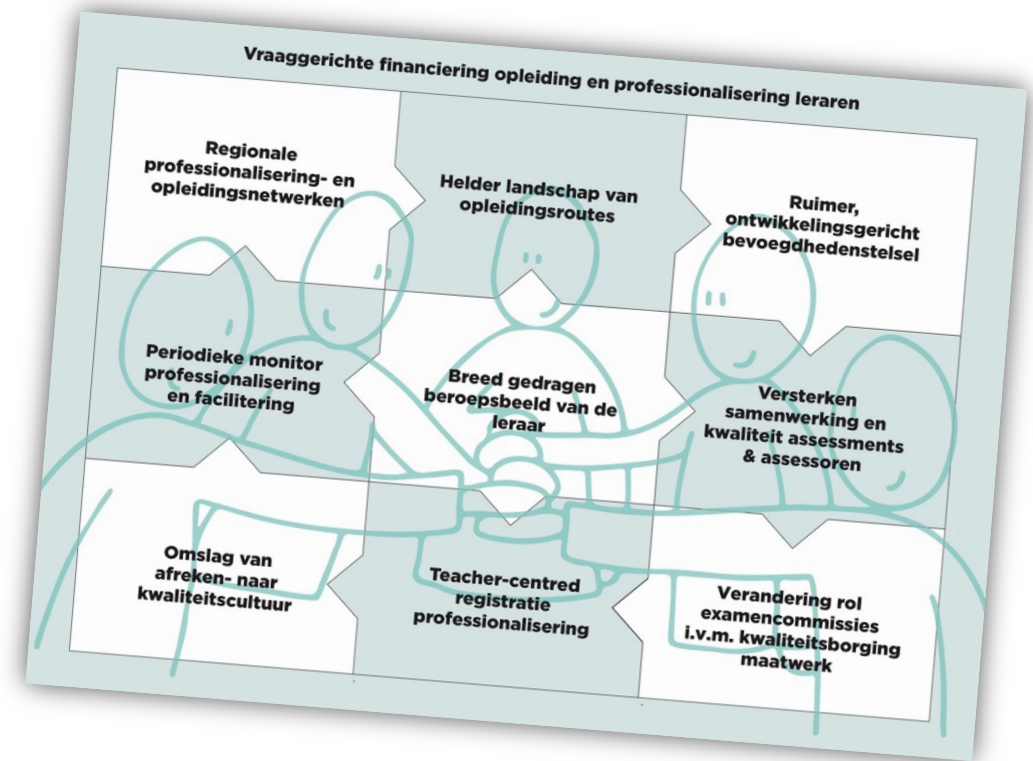 Vraaggerichte financiering opleiding en professionalisering leraren
Regionale
professionalisering- en
opleidingsnetwerken
Helder landschap van
opleidingsroutes
Ruimer,
ontwikkelingsgericht
bevoegdhedenstelsel
Periodieke monitor
professionalisering
en facilitering
Breed gedragen
beroepsbeeld van de
leraar
Versterken
samenwerking en
kwaliteit assessments
& assessoren
Omslag van
afreken- naar
kwaliteitscultuur
Teacher-centred
registratie
professionalisering
Verandering rol
examencommissies
i.v.m. kwaliteitsborging
maatwerk